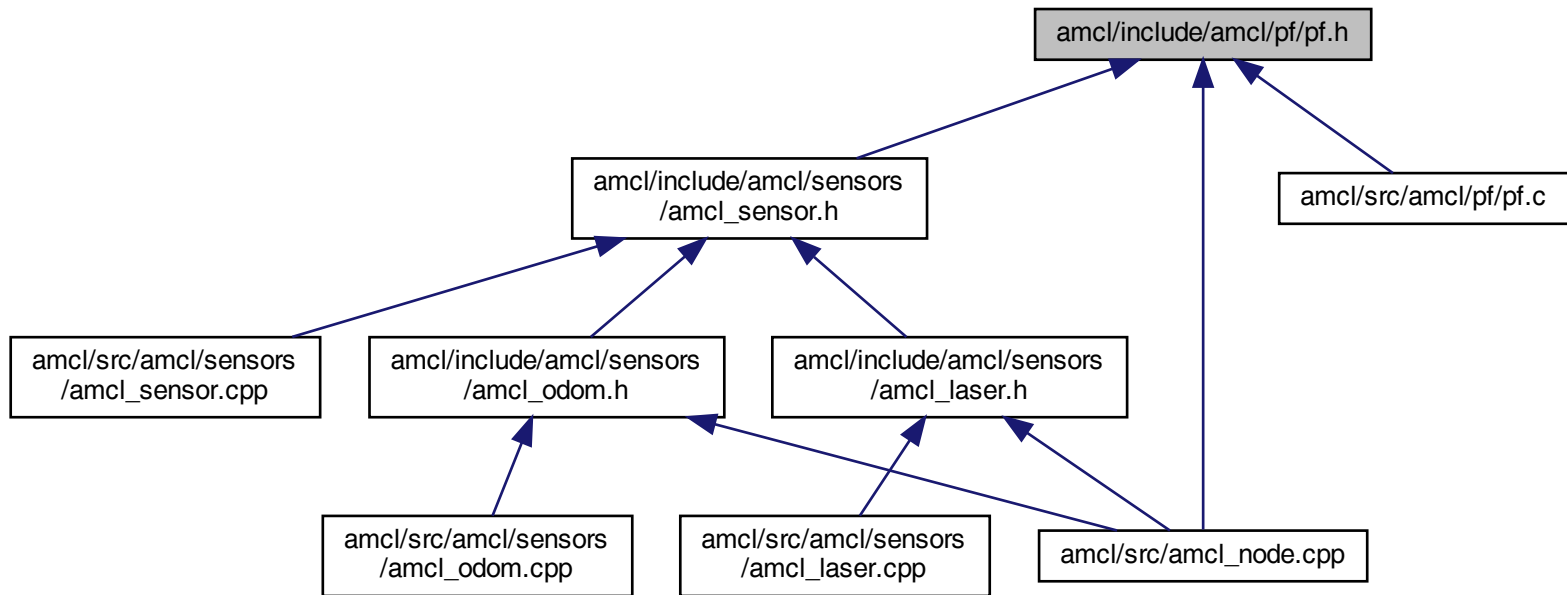 amcl/include/amcl/pf/pf.h
amcl/include/amcl/sensors
/amcl_sensor.h
amcl/src/amcl/pf/pf.c
amcl/src/amcl/sensors
/amcl_sensor.cpp
amcl/include/amcl/sensors
/amcl_odom.h
amcl/include/amcl/sensors
/amcl_laser.h
amcl/src/amcl/sensors
/amcl_odom.cpp
amcl/src/amcl/sensors
/amcl_laser.cpp
amcl/src/amcl_node.cpp